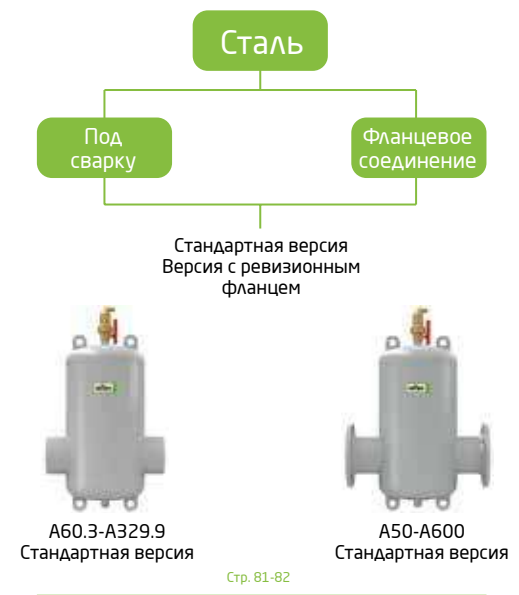 Сталь
Под
сварку
Фланцевое
соединение
Стандартная версия
Версия с ревизионным
фланцем
A60.3-A329.9
Стандартная версия
A50-A600
Стандартная версия
Стр. 81-82